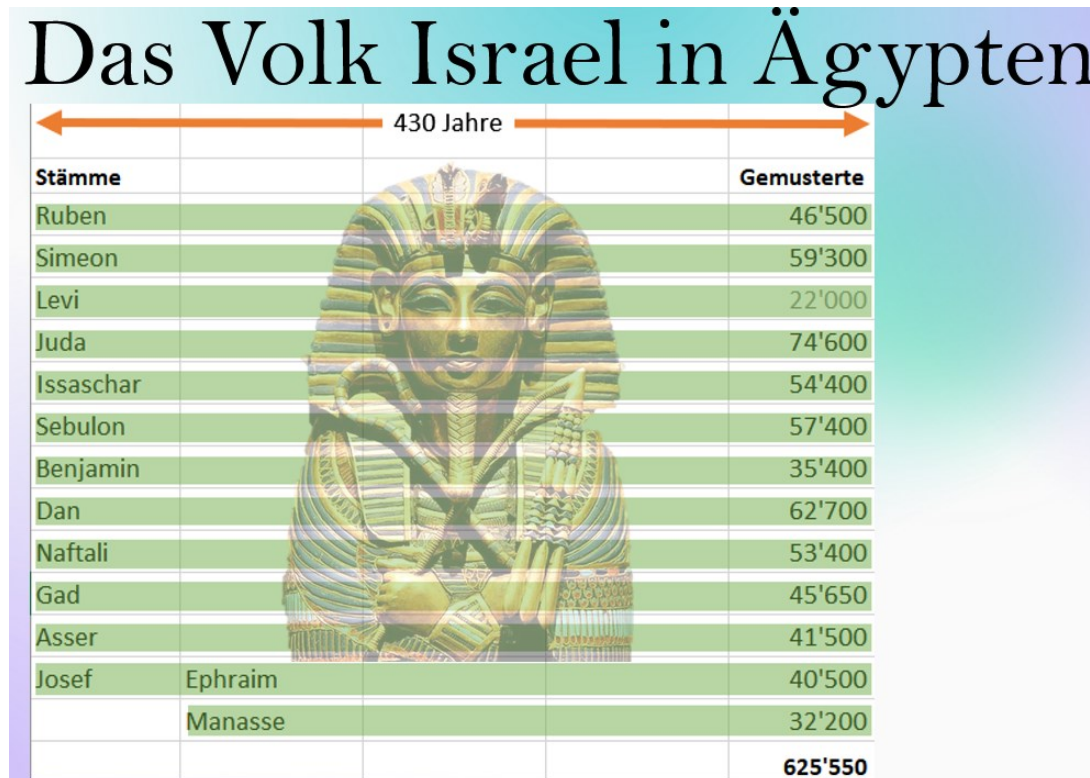 Das Volk Israel in Ägypten
430 Jahre
Stämme Gemusterte
Ruben 46'500
Simeon 59'300
Levi 22'000
Juda 74'600
Issaschar 54'400
Sebulon 57'400
Benjamin 35'400
Dan 62'700
Naftali 53'400
Gad 45'650
Asser 41'500
Josef Ephraim 40'500
Manasse 32'200
625'550